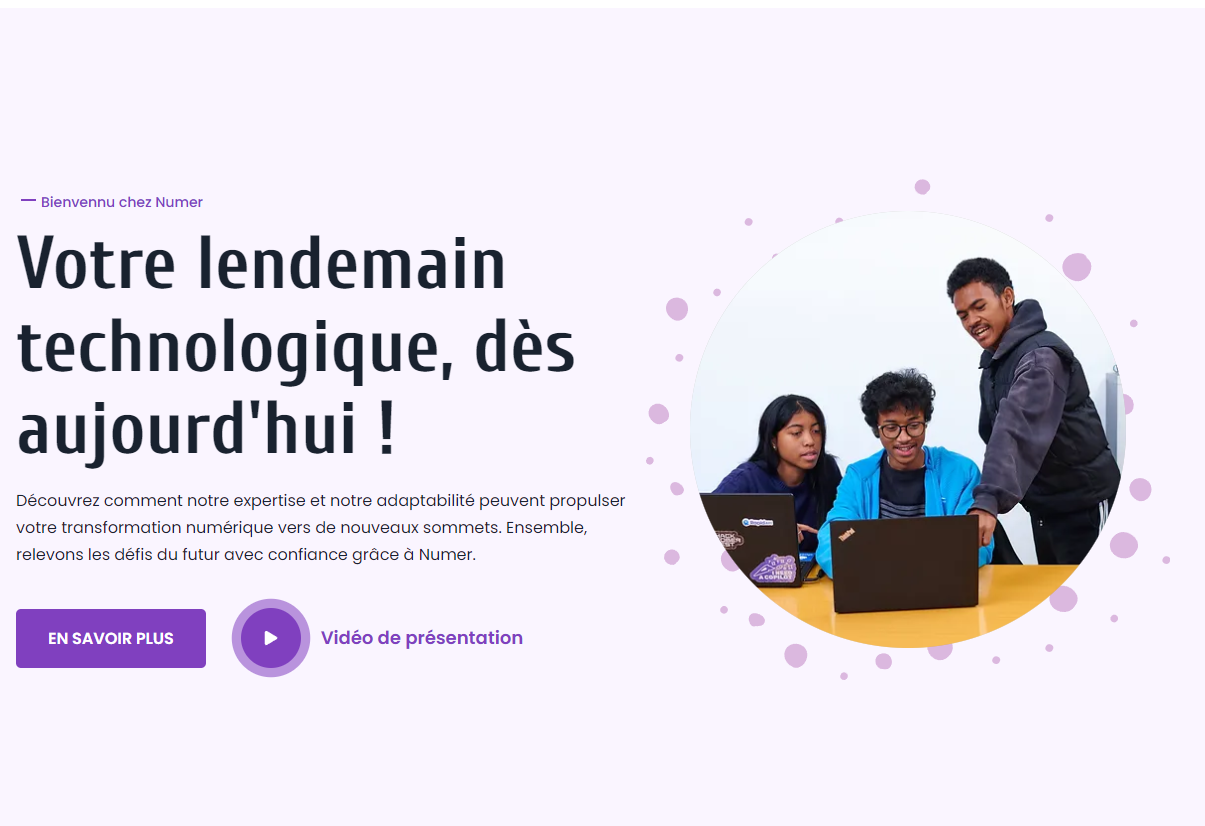 Bienvennu chez Numer
Votre lendemain
technologique, dès
aujourd'hui !
Découvrez comment notre expertise et notre adaptabilité peuvent propulser
votre transformation numérique vers de nouveaux sommets. Ensemble,
relevons les défis du futur avec confiance grâce à Numer.
EN SAVOIR PLUS
Vidéo de présentation
I NEED
A COPILOT